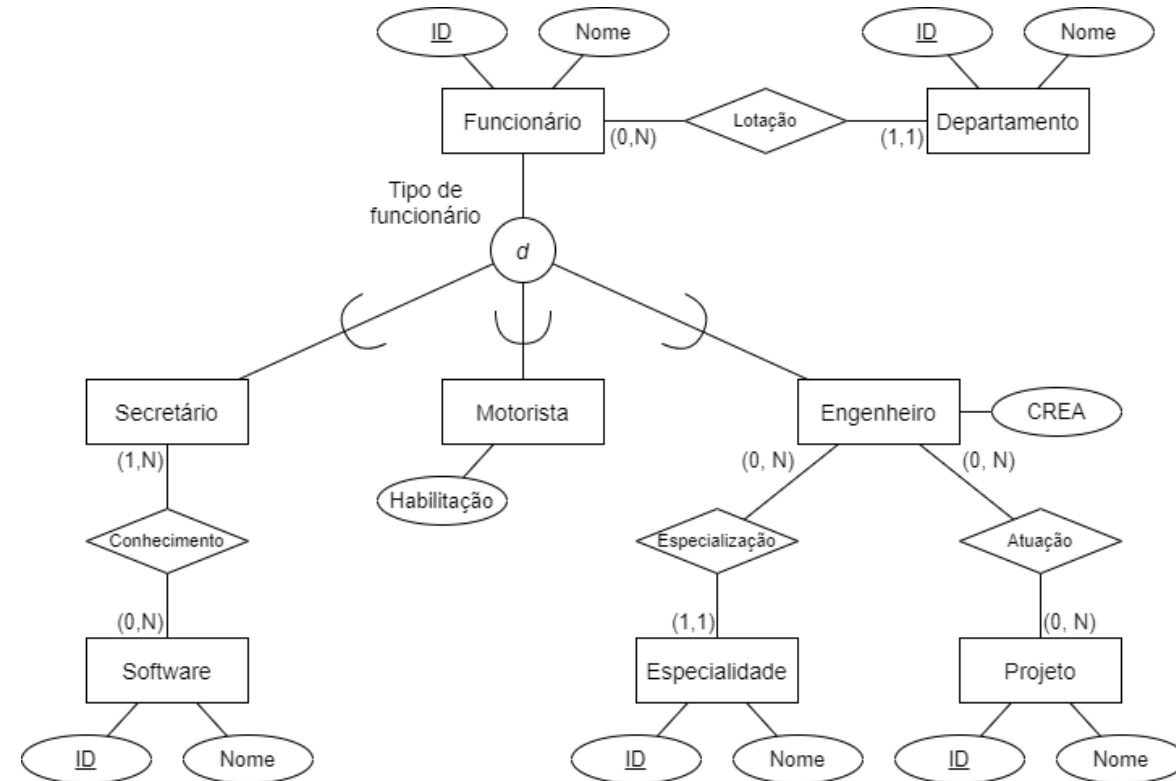 ID
Nome
ID
Nome
Funcionário
Lotação
Departamento
(0,N)
(1,1)
Tipo de
funcionário
d
Secretário
Motorista
Engenheiro
CREA
(1,N)
(0, N)
(0, N)
Habilitação
Conhecimento
Especialização
Atuação
(0,N)
(1,1)
(0, N)
Software
Especialidade
Projeto
ID
Nome
ID
Nome
ID
Nome